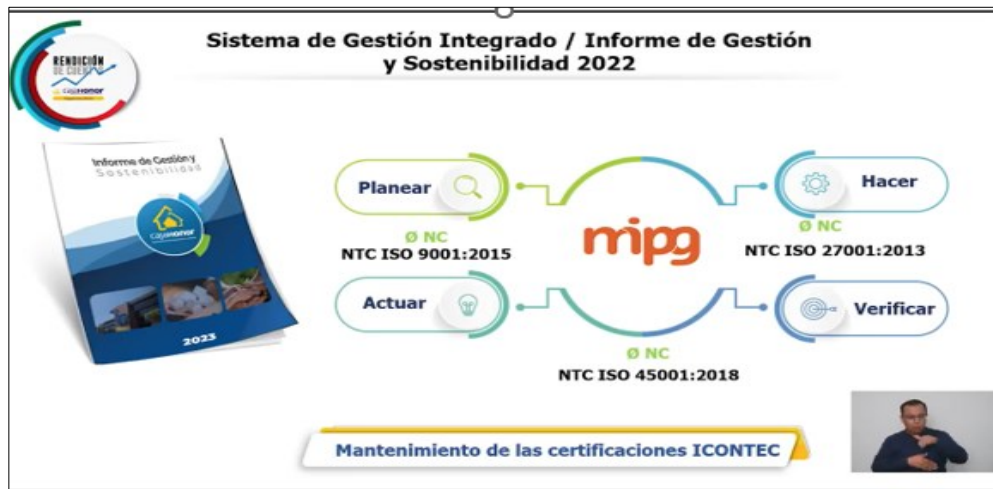 Sistema de Gestión Integrado / Informe de Gestión
y Sostenibilidad 2022
RENDICIÓN
DE CUENTAS
cajaHonor
Informe de Gestión y
Sostenibilidad
cajaHonor
2023
Planear
Ø NC
NTC ISO 9001:2015
Hacer
Ø NC
NTC ISO 27001:2013
mipg
Actuar
Verificar
Ø NC
NTC ISO 45001:2018
Mantenimiento de las certificaciones ICONTEC